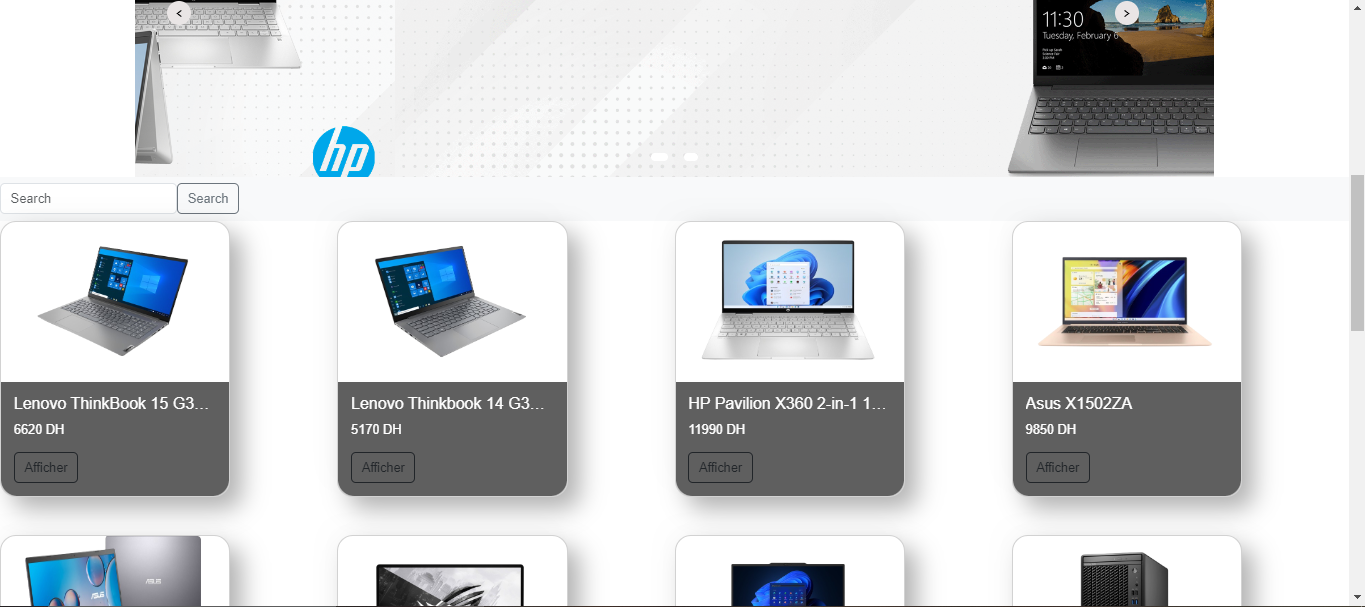 11:30
Tuesday, February 6
hp
Search
Search
Lenovo ThinkBook 15 G3...
6620 DH
Afficher
Lenovo Thinkbook 14 G3...
5170 DH
Afficher
HP Pavilion X360 2-in-1 1...
11990 DH
Afficher
Asus X1502ZA
9850 DH
Afficher
ASUS
ASUS